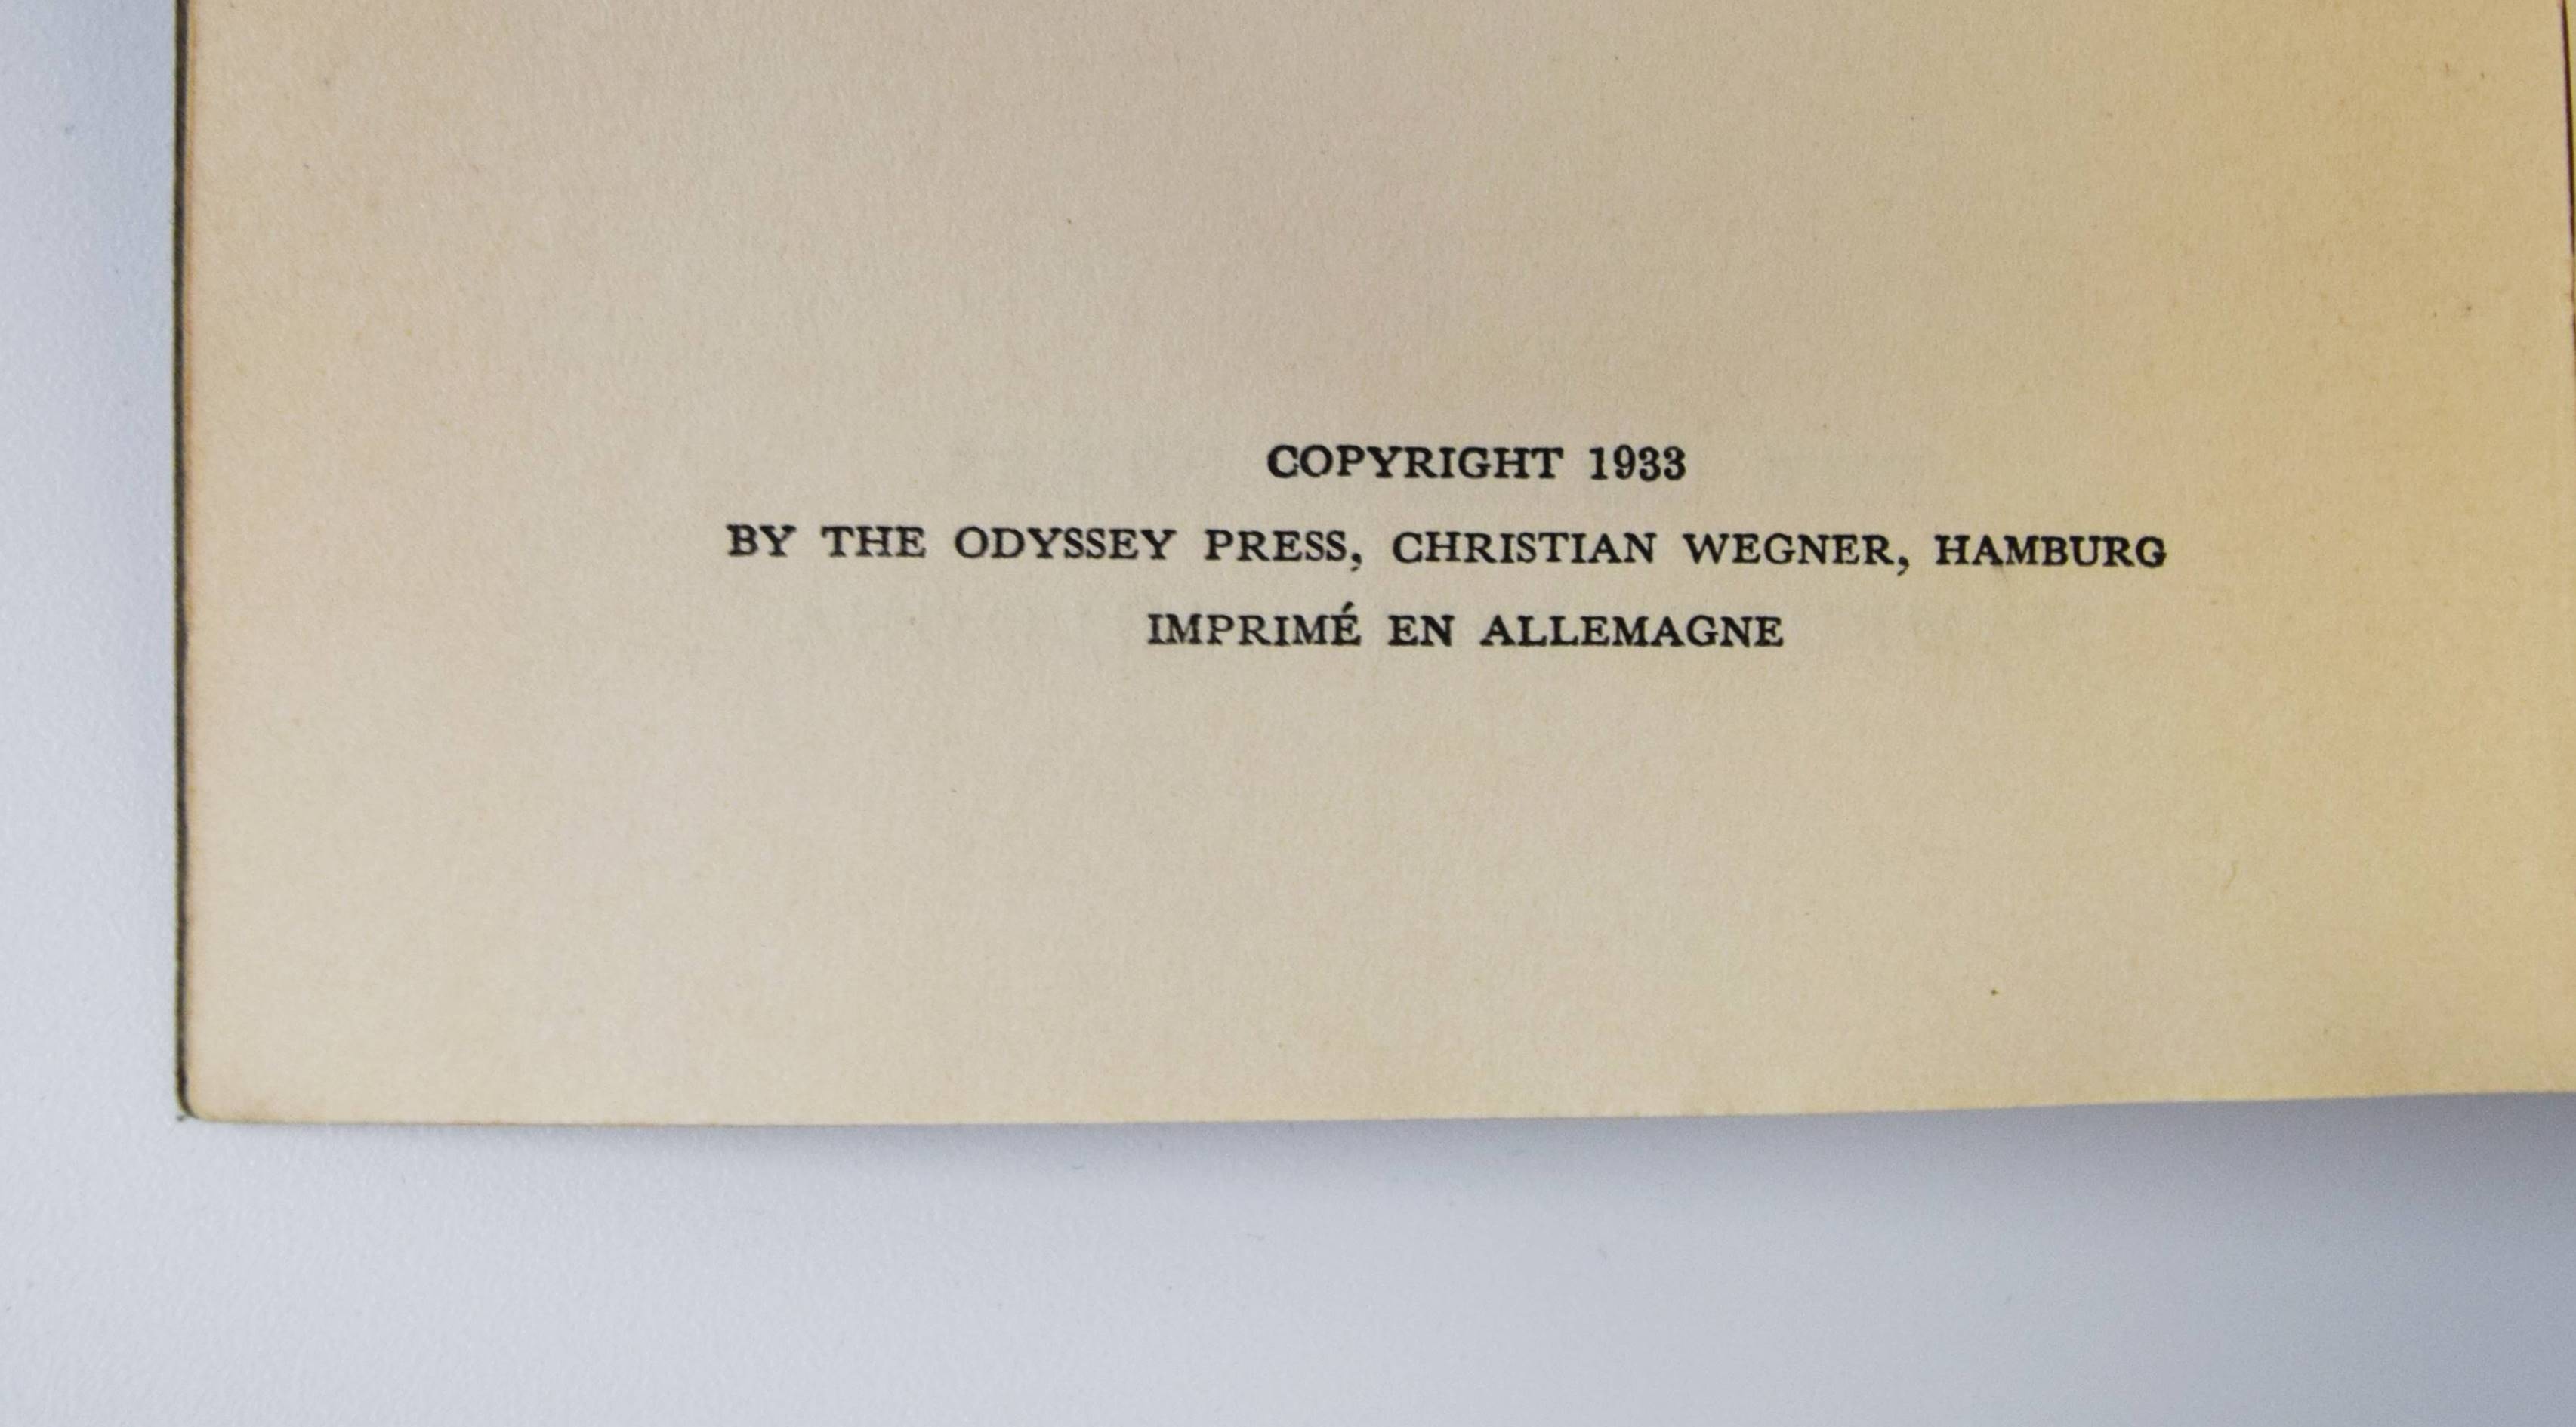 COPYRIGHT 1933
BY THE ODYSSEY PRESS, CHRISTIAN WEGNER, HAMBURG
IMPRIMÉ EN ALLEMAGNE